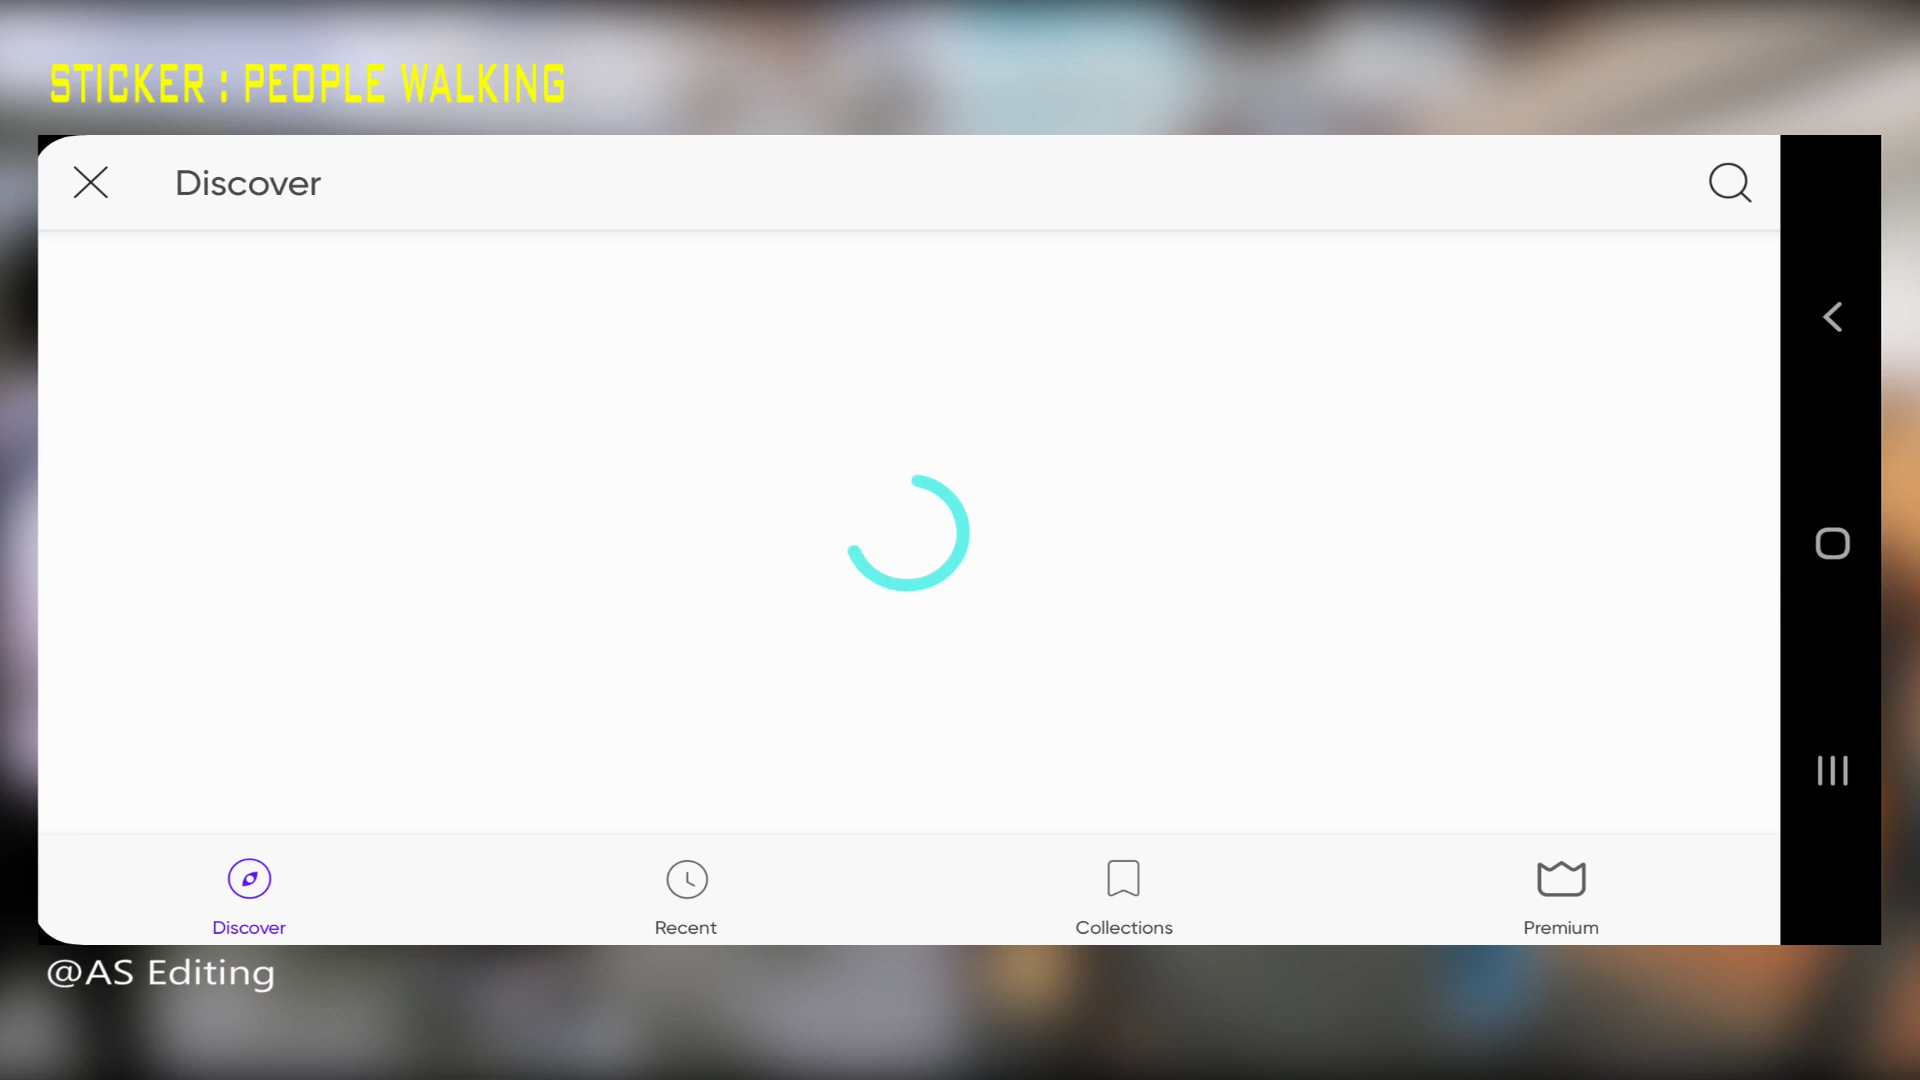 STICKER : PEOPLE WALKING
Discover
Discover
Recent
Collections
Premium
@AS Editing